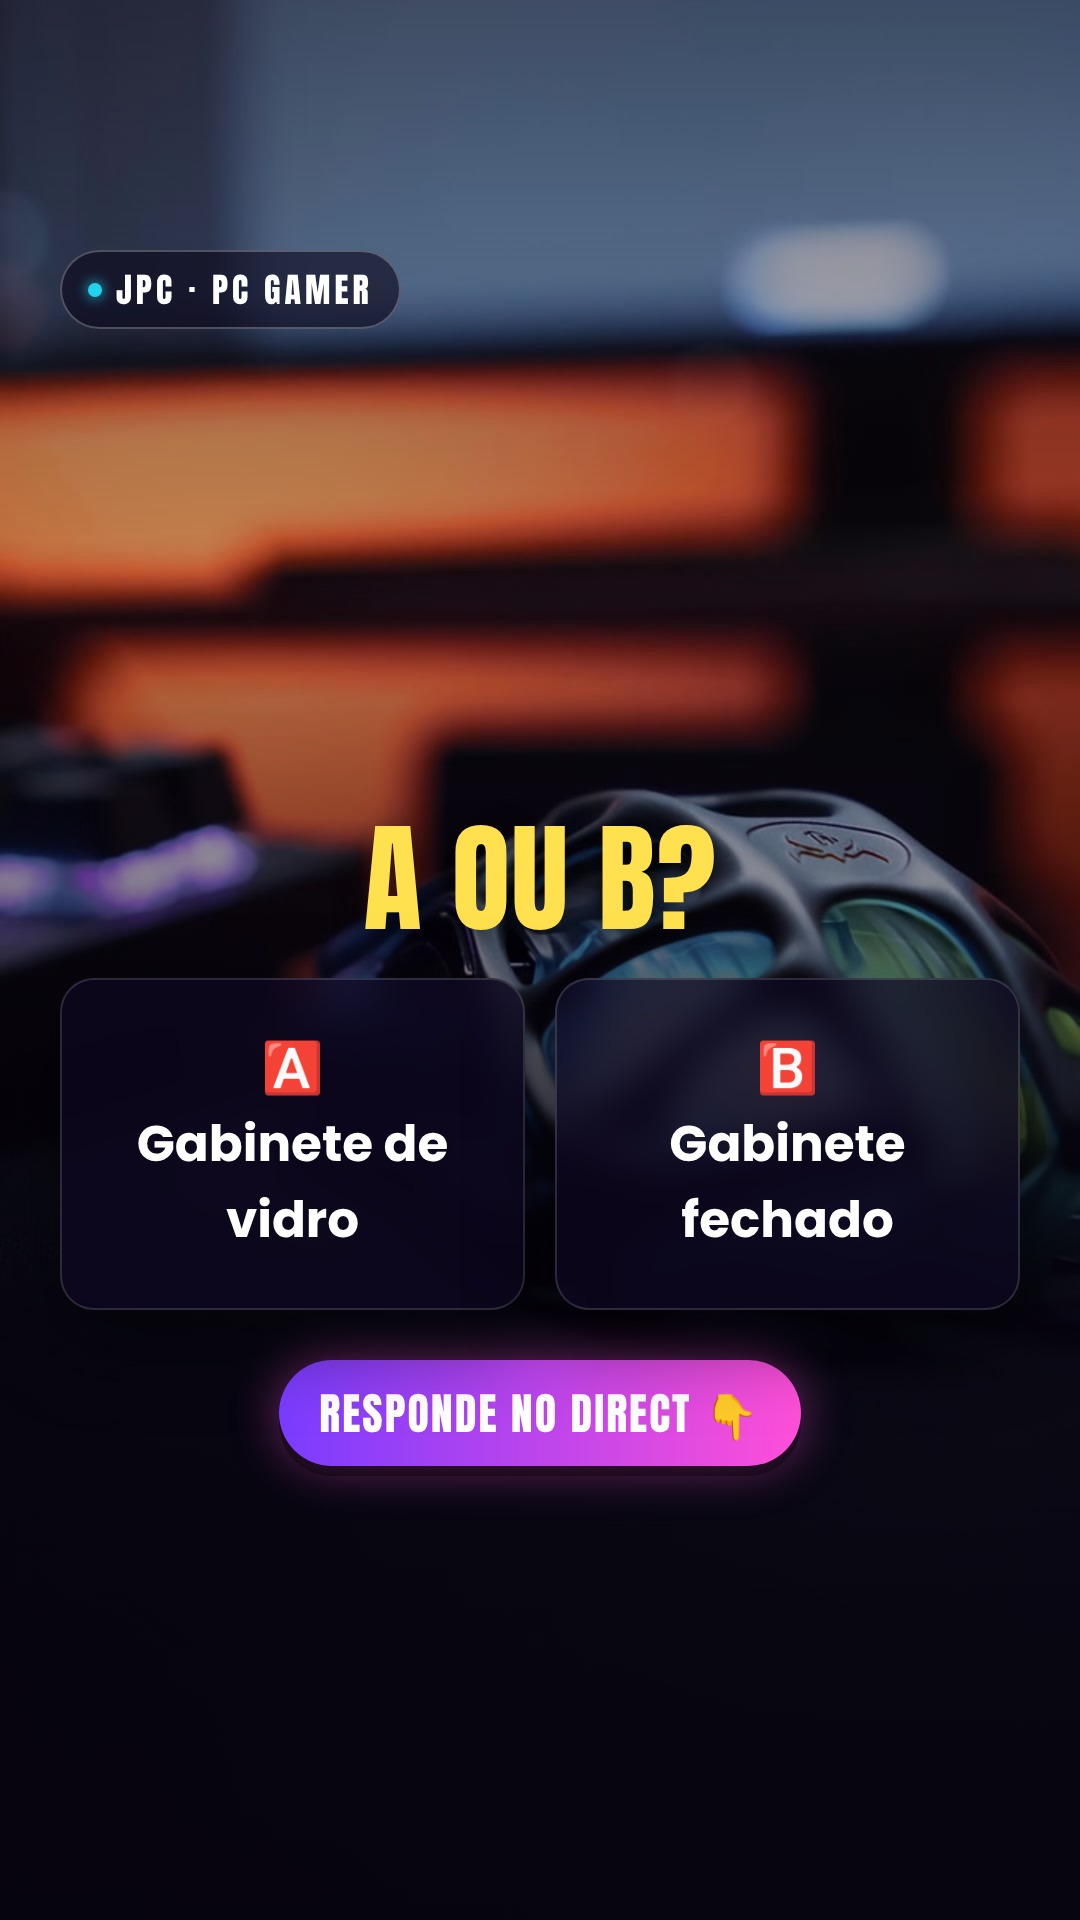 JPC · PC GAMER
A OU B?
🅰️
Gabinete de
vidro
🅱️
Gabinete
fechado
RESPONDE NO DIRECT 👇